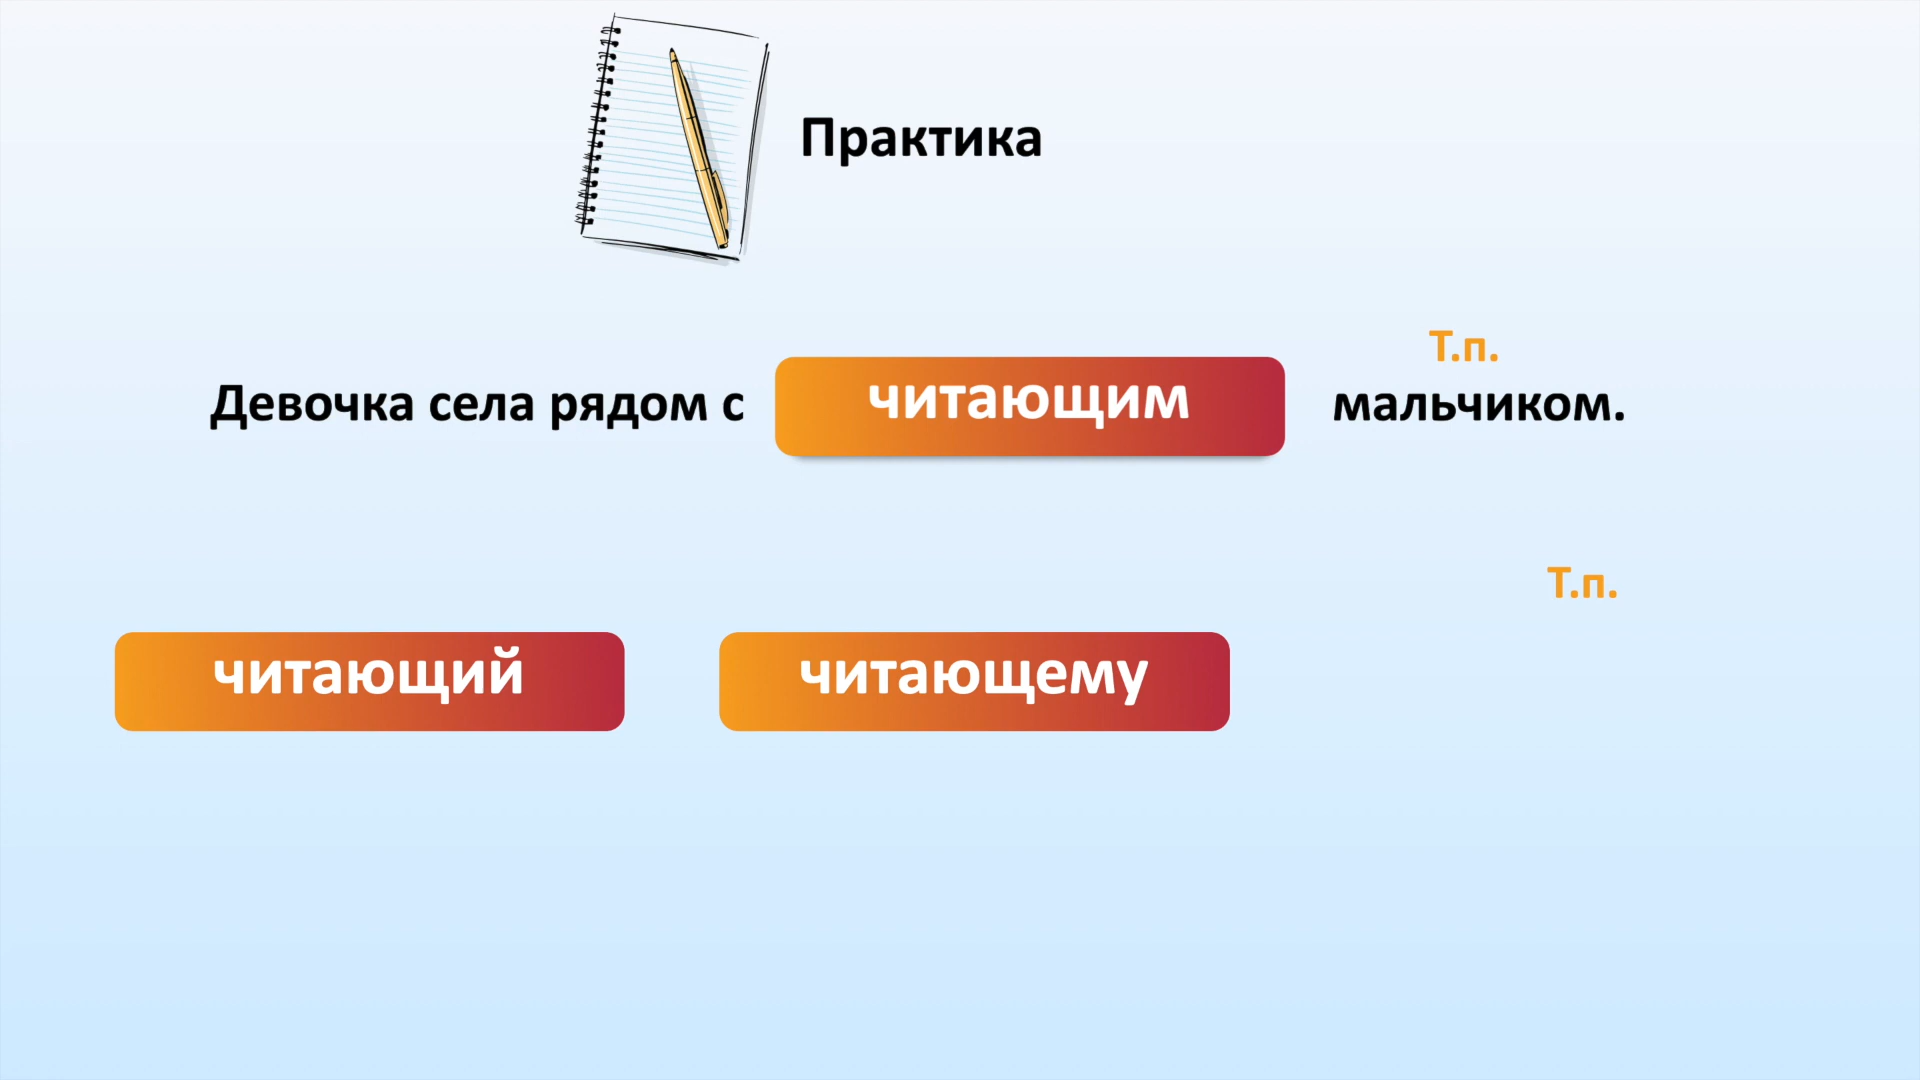 Практика
Т.п.
Девочка села рядом с читающим мальчиком.
Т.п.
читающий читающему